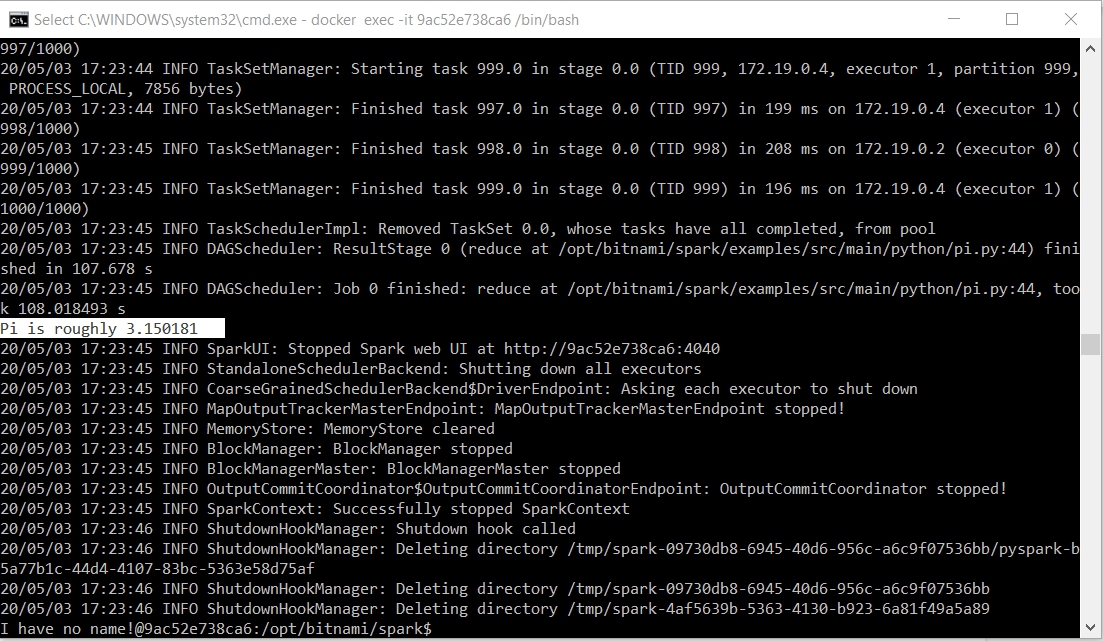 Select C:\WINDOWS\system32\cmd.exe - docker exec -it 9ac52e738ca6 /bin/bash
997/1000)
20/05/03 17:23:44 INFO TaskSetManager: Starting task 999.0 in stage 0.0 (TID 999, 172.19.0.4, executor 1, partition 999,
PROCESS_LOCAL, 7856 bytes)
20/05/03 17:23:44 INFO TaskSetManager: Finished task 997.0 in stage 0.0 (TID 997) in 199 ms on 172.19.0.4 (executor 1) (
998/1000)
20/05/03 17:23:45 INFO TaskSetManager: Finished task 998.0 in stage 0.0 (TID 998) in 208 ms on 172.19.0.2 (executor 0) (
999/1000)
20/05/03 17:23:45 INFO TaskSetManager: Finished task 999.0 in stage 0.0 (TID 999) in 196 ms on 172.19.0.4 (executor 1) (
1000/1000)
20/05/03 17:23:45 INFO TaskSchedulerImpl: Removed TaskSet 0.0, whose tasks have all completed, from pool
20/05/03 17:23:45 INFO DAGScheduler: ResultStage 0 (reduce at /opt/bitnami/spark/examples/src/main/python/pi.py:44) fini
shed in 107.678 s
20/05/03 17:23:45 INFO DAGScheduler: Job 0 finished: reduce at /opt/bitnami/spark/examples/src/main/python/pi.py:44, too
k 108.018493 s
Pi is roughly 3.150181
20/05/03 17:23:45 INFO SparkUI: Stopped Spark web UI at http://9ac52e738ca6:4040
20/05/03 17:23:45 INFO StandaloneSchedulerBackend: Shutting down all executors
20/05/03 17:23:45 INFO CoarseGrainedSchedulerBackend$DriverEndpoint: Asking each executor to shut down
20/05/03 17:23:45 INFO MapOutputTrackerMasterEndpoint: MapOutputTrackerMasterEndpoint stopped!
20/05/03 17:23:45 INFO MemoryStore: MemoryStore cleared
20/05/03 17:23:45 INFO BlockManager: BlockManager stopped
20/05/03 17:23:45 INFO BlockManagerMaster: BlockManagerMaster stopped
20/05/03 17:23:45 INFO OutputCommitCoordinator$OutputCommitCoordinatorEndpoint: OutputCommitCoordinator stopped!
20/05/03 17:23:45 INFO SparkContext: Successfully stopped SparkContext
20/05/03 17:23:46 INFO ShutdownHookManager: Shutdown hook called
20/05/03 17:23:46 INFO ShutdownHookManager: Deleting directory /tmp/spark-09730db8-6945-40d6-956c-a6c9f07536bb/pyspark-b
5a77b1c-44d4-4107-83bc-5363e58d75af
20/05/03 17:23:46 INFO ShutdownHookManager: Deleting directory /tmp/spark-09730db8-6945-40d6-956c-a6c9f07536bb
20/05/03 17:23:46 INFO ShutdownHookManager: Deleting directory /tmp/spark-4af5639b-5363-4130-b923-6a81f49a5a89
I have no name!@9ac52e738ca6:/opt/bitnami/spark$